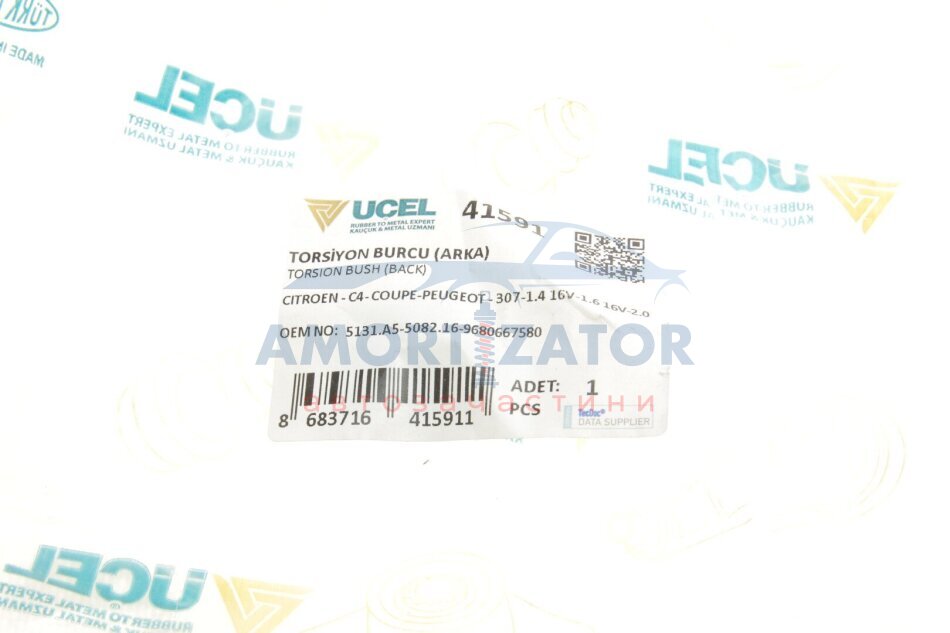 TÜRK
MADE IN
UCEL
RUBBER TO METAL EXPERT
KAUÇUK & METAL UZMANI
UCEL
RUBBER TO METAL EXPERT
KAUÇUK & METAL UZMANI
UCEL
RUBBER TO METAL EXPERT
KAUÇUK & METAL UZMANI
41591
TORSİYON BURCU (ARKA)
TORSION BUSH (BACK)
CITROEN - C4 - COUPE-PEUGEOT - 307-1.4 16V-1.6 16V-2.0
OEM NO: 5131.A5-5082.16-9680667580
AMORTIZATOR
автозапчастини
ADET: 1
PCS
8 683716 415911
TecDoc®
DATA SUPPLIER
UCEL®
RUBBER TO METAL EXPERT
KAUÇUK & METAL UZMANI
UCEL